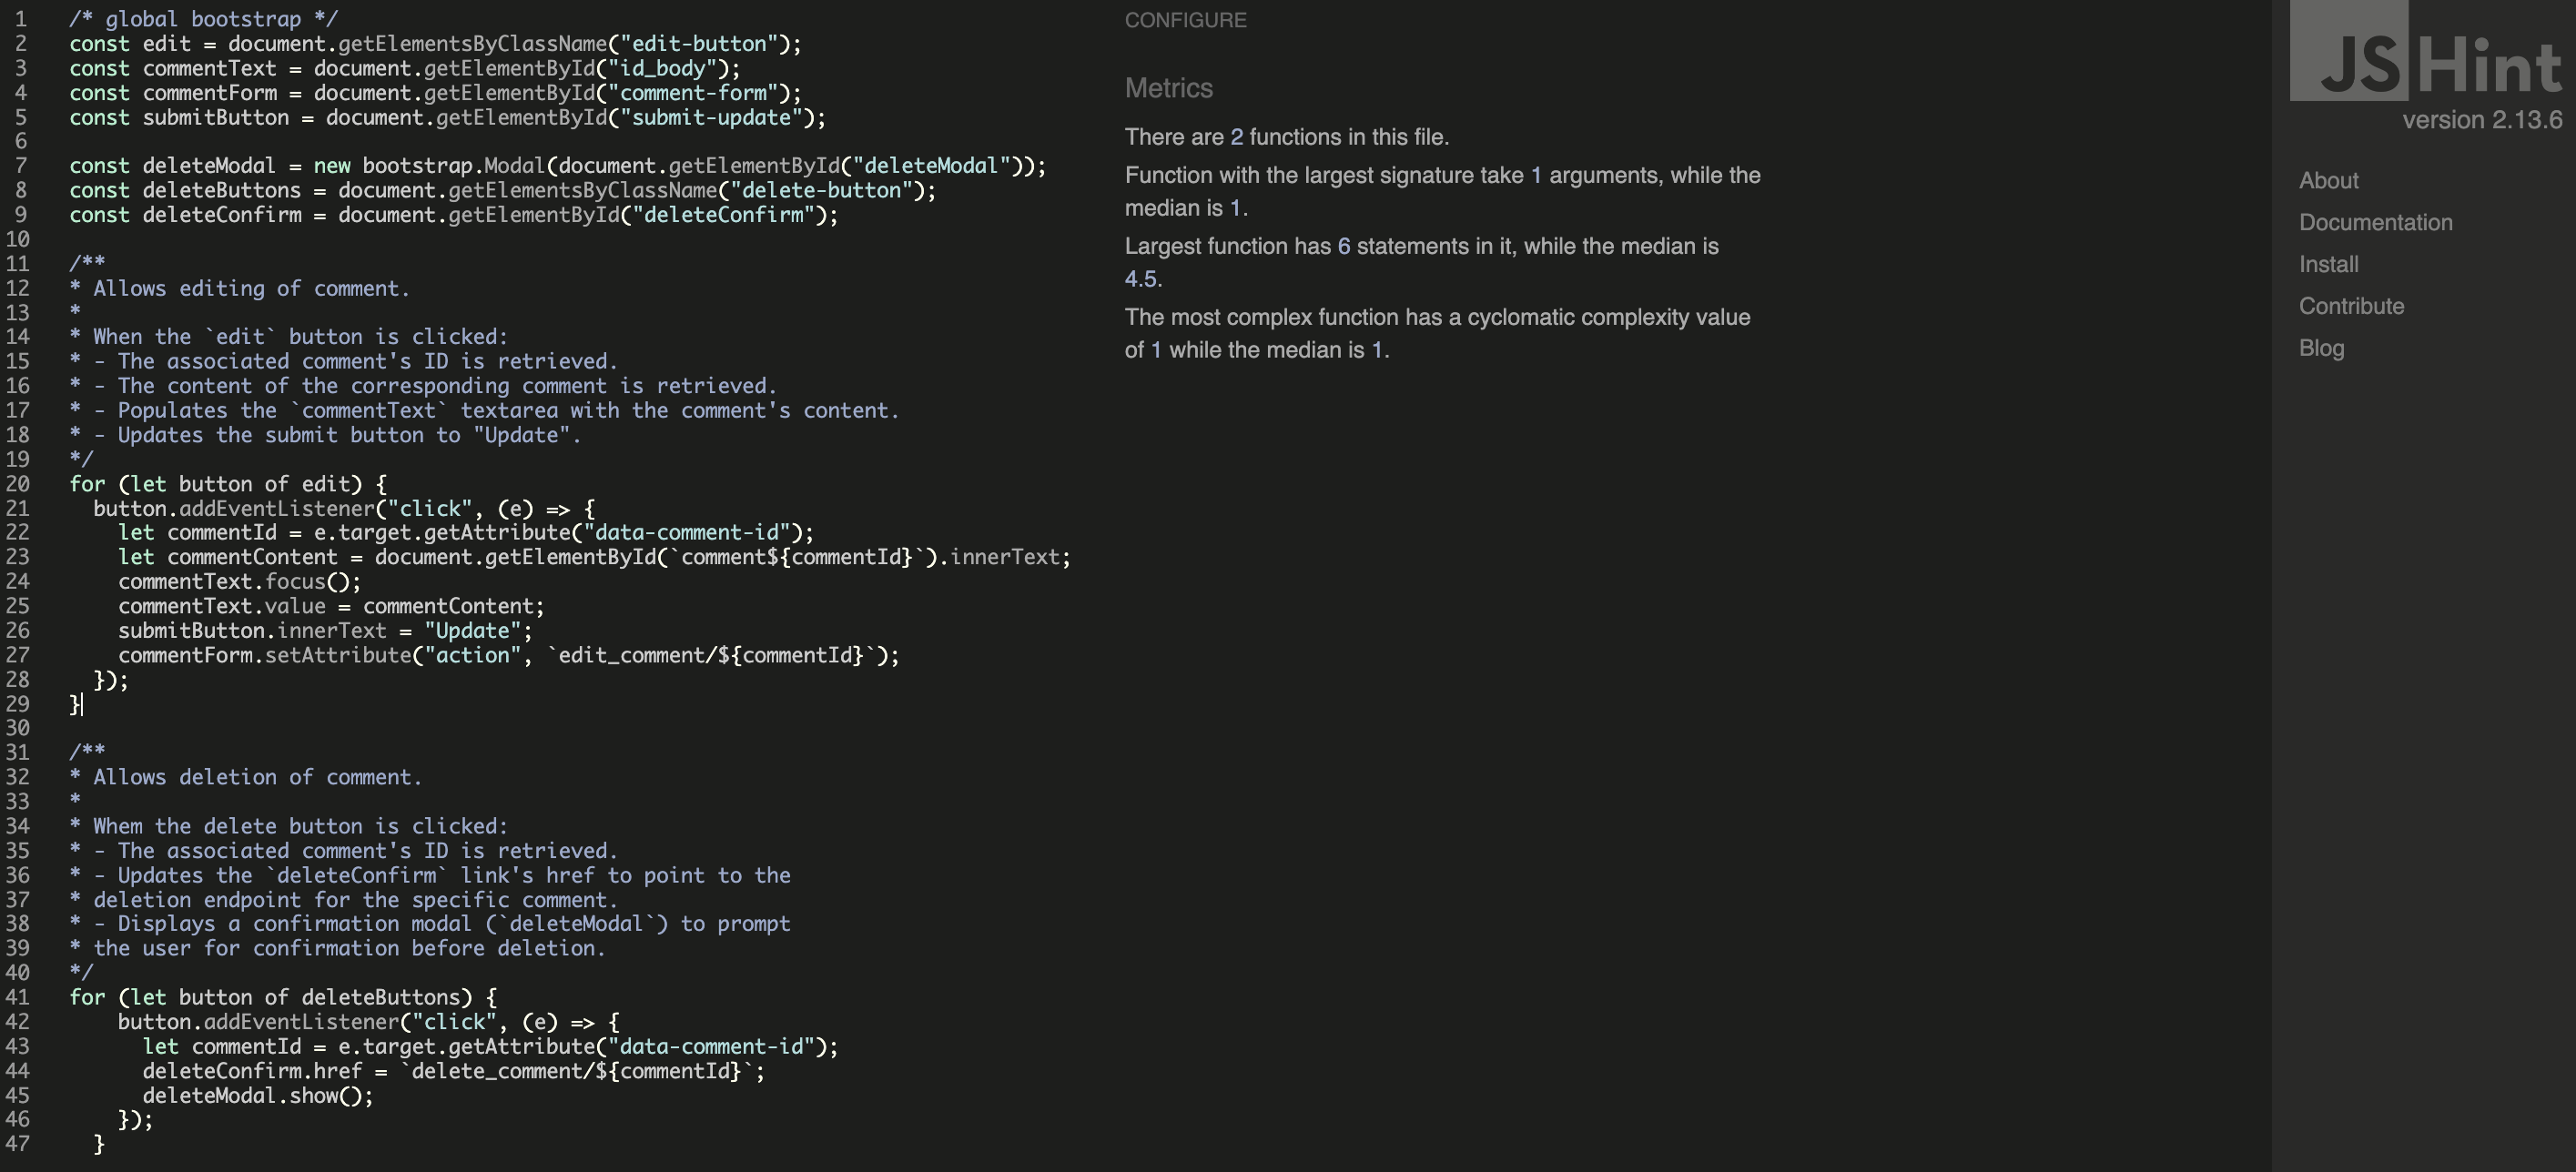 1 /* global bootstrap */
2 const edit = document.getElementsByClassName("edit-button");
3 const commentText = document.getElementById("id_body");
4 const commentForm = document.getElementById("comment-form");
5 const submitButton = document.getElementById("submit-update");
6
7 const deleteModal = new bootstrap.Modal(document.getElementById("deleteModal"));
8 const deleteButtons = document.getElementsByClassName("delete-button");
9 const deleteConfirm = document.getElementById("deleteConfirm");
10
11 /**
12 * Allows editing of comment.
13 *
14 * When the `edit` button is clicked:
15 * - The associated comment's ID is retrieved.
16 * - The content of the corresponding comment is retrieved.
17 * - Populates the `commentText` textarea with the comment's content.
18 * - Updates the submit button to "Update".
19 */
20 for (let button of edit) {
21   button.addEventListener("click", (e) => {
22     let commentId = e.target.getAttribute("data-comment-id");
23     let commentContent = document.getElementById(`comment${commentId}`).innerText;
24     commentText.focus();
25     commentText.value = commentContent;
26     submitButton.innerText = "Update";
27     commentForm.setAttribute("action", `edit_comment/${commentId}`);
28   });
29 }
30
31 /**
32 * Allows deletion of comment.
33 *
34 * Whem the delete button is clicked:
35 * - The associated comment's ID is retrieved.
36 * - Updates the `deleteConfirm` link's href to point to the
37 * deletion endpoint for the specific comment.
38 * - Displays a confirmation modal (`deleteModal`) to prompt
39 * the user for confirmation before deletion.
40 */
41 for (let button of deleteButtons) {
42     button.addEventListener("click", (e) => {
43       let commentId = e.target.getAttribute("data-comment-id");
44       deleteConfirm.href = `delete_comment/${commentId}`;
45       deleteModal.show();
46     });
47   }
CONFIGURE
Metrics
There are 2 functions in this file.
Function with the largest signature take 1 arguments, while the
median is 1.
Largest function has 6 statements in it, while the median is
4.5.
The most complex function has a cyclomatic complexity value
of 1 while the median is 1.
JSHint
version 2.13.6
About
Documentation
Install
Contribute
Blog